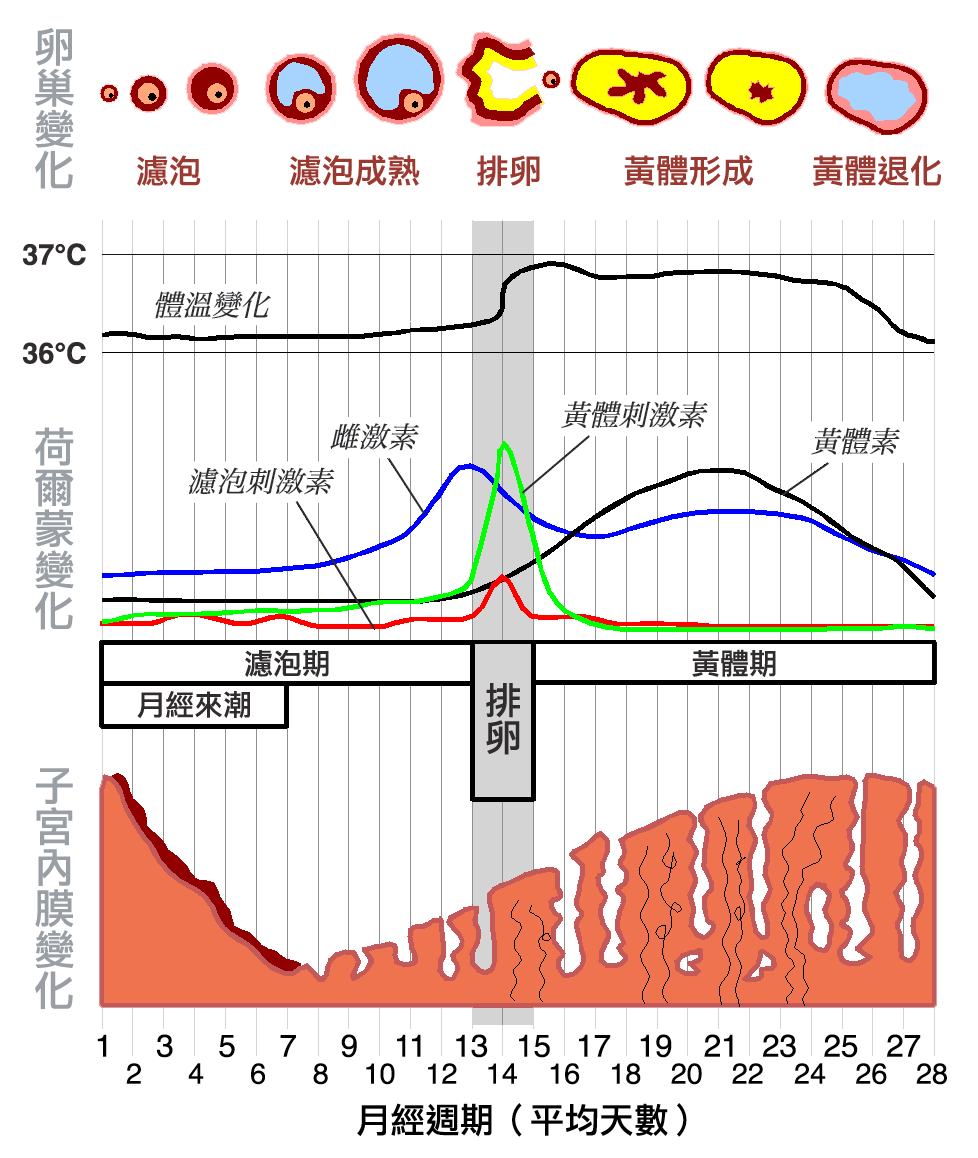 卵巢變化
濾泡
濾泡成熟
排卵
黃體形成
黃體退化
37°C
體溫變化
36°C
荷爾蒙變化
黃體刺激素
雌激素
黃體素
濾泡刺激素
濾泡期
黃體期
排卵
月經來潮
子宮內膜變化
1 3 5 7 9 11 13 15 17 19 21 23 25 27
2 4 6 8 10 12 14 16 18 20 22 24 26 28
月經週期（平均天數）